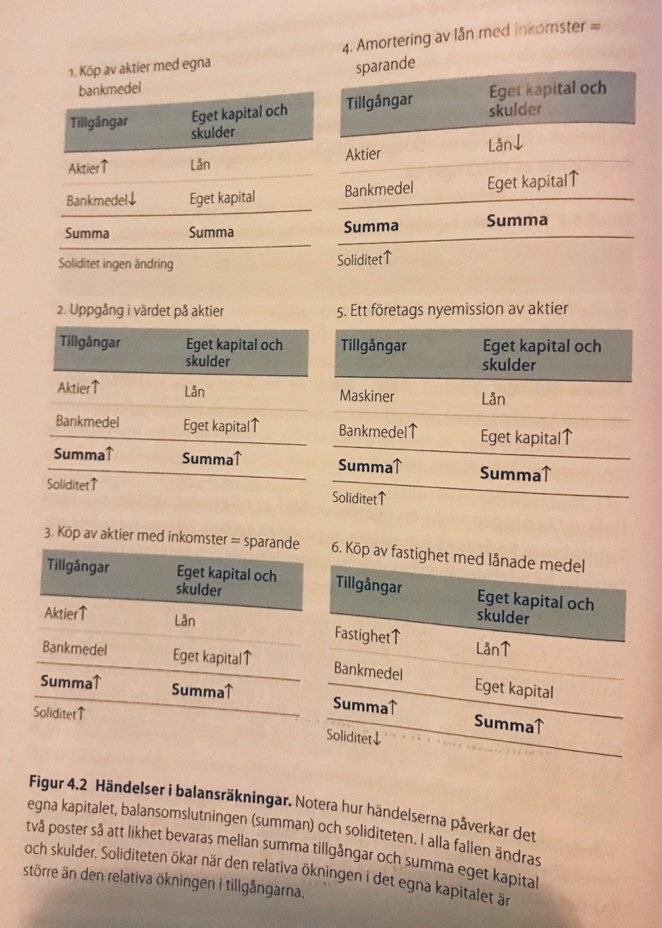 1. Köp av aktier med egna
bankmedel
Tillgångar Eget kapital och
skulder
Aktier↑ Lån
Bankmedel↓ Eget kapital
Summa Summa
Soliditet ingen ändring
2. Uppgång i värdet på aktier
Tillgångar Eget kapital och
skulder
Aktier↑ Lån
Bankmedel Eget kapital↑
Summa↑ Summa↑
Soliditet↑
3. Köp av aktier med inkomster = sparande
Tillgångar Eget kapital och
skulder
Aktier↑ Lån
Bankmedel Eget kapital↑
Summa↑ Summa↑
Soliditet↑
4. Amortering av lån med inkomster =
sparande
Tillgångar Eget kapital och
skulder
Aktier Lån↓
Bankmedel Eget kapital↑
Summa Summa
Soliditet↑
5. Ett företags nyemission av aktier
Tillgångar Eget kapital och
skulder
Maskiner Lån
Bankmedel↑ Eget kapital↑
Summa↑ Summa↑
Soliditet↑
6. Köp av fastighet med lånade medel
Tillgångar Eget kapital och
skulder
Fastighet↑ Lån↑
Bankmedel Eget kapital
Summa↑ Summa↑
Soliditet↓
Figur 4.2 Händelser i balansräkningar. Notera hur händelserna påverkar det
egna kapitalet, balansomslutningen (summan) och soliditeten. I alla fallen ändras
två poster så att likhet bevaras mellan summa tillgångar och summa eget kapital
och skulder. Soliditeten ökar när den relativa ökningen i det egna kapitalet är
större än den relativa ökningen i tillgångarna.